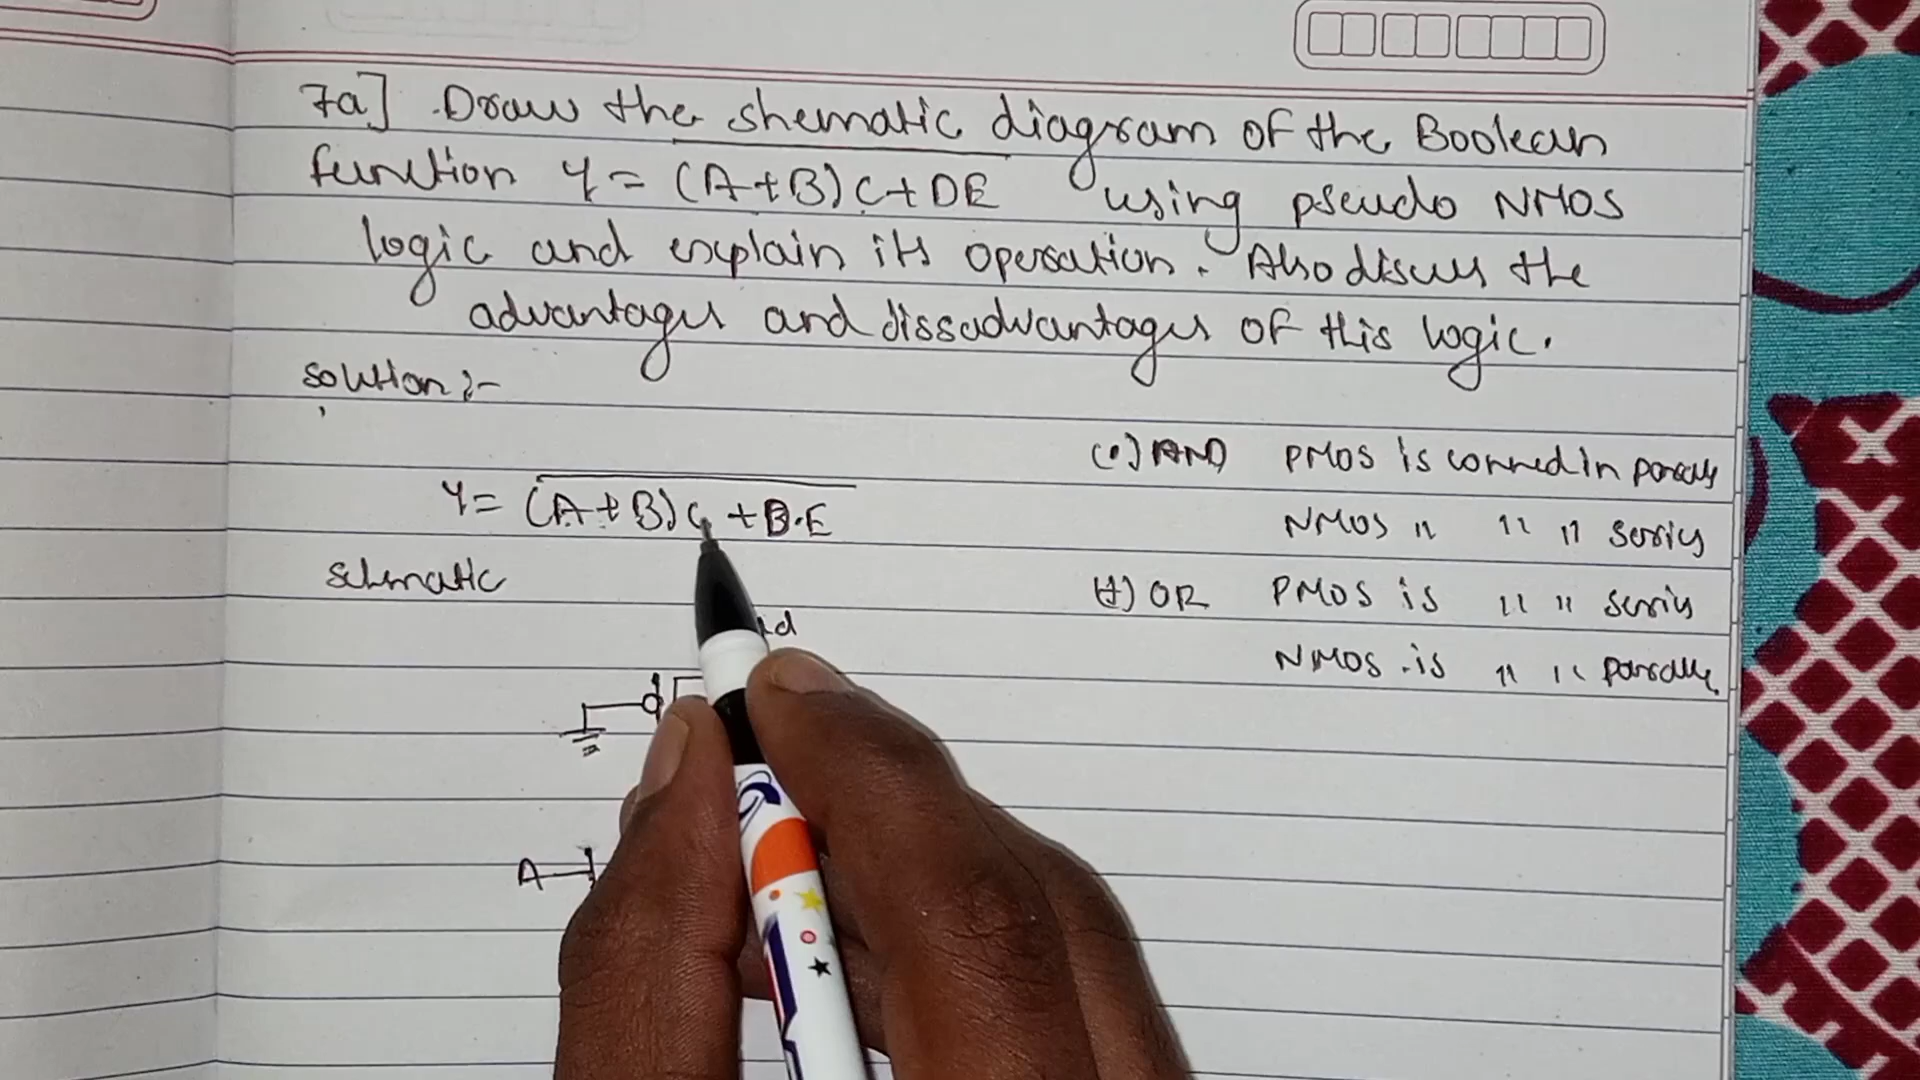 7a] Draw the shematic diagram of the Boolean
function Y = (A+B)C+DE using pseudo NMOS
logic and explain its operation. Also discuss the
advantages and dissadvantages of this logic.
Solution :-
Y = (A+B)C +D.E
(.) AND PMOS is conned in parally
NMOS " " " series
Schmatic
(+) OR PMOS is " " series
NMOS is " " Paralle
A